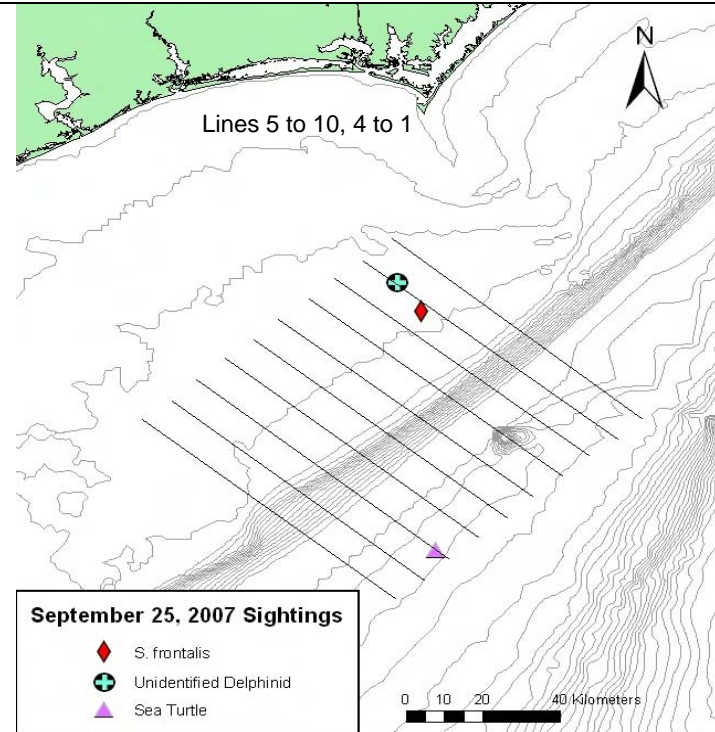 N
Lines 5 to 10, 4 to 1
September 25, 2007 Sightings
S. frontalis
Unidentified Delphinid
Sea Turtle
0 10 20 40 Kilometers